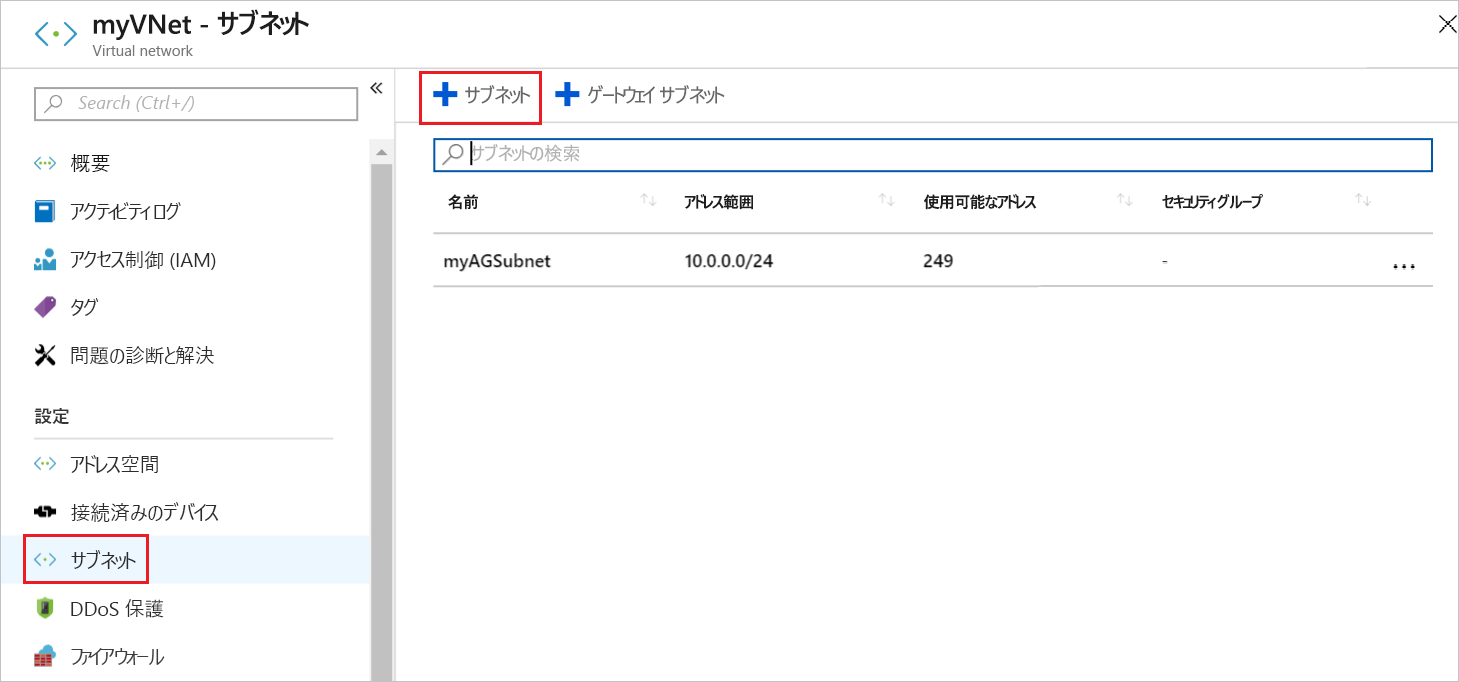 myVNet - サブネット
Virtual network
Search (Ctrl+/)
概要
アクティビティログ
アクセス制御 (IAM)
タグ
問題の診断と解決
設定
アドレス空間
接続済みのデバイス
サブネット
DDoS 保護
ファイアウォール
サブネット ゲートウェイ サブネット
サブネットの検索
名前 アドレス範囲 使用可能なアドレス セキュリティグループ
myAGSubnet 10.0.0.0/24 249 - ...